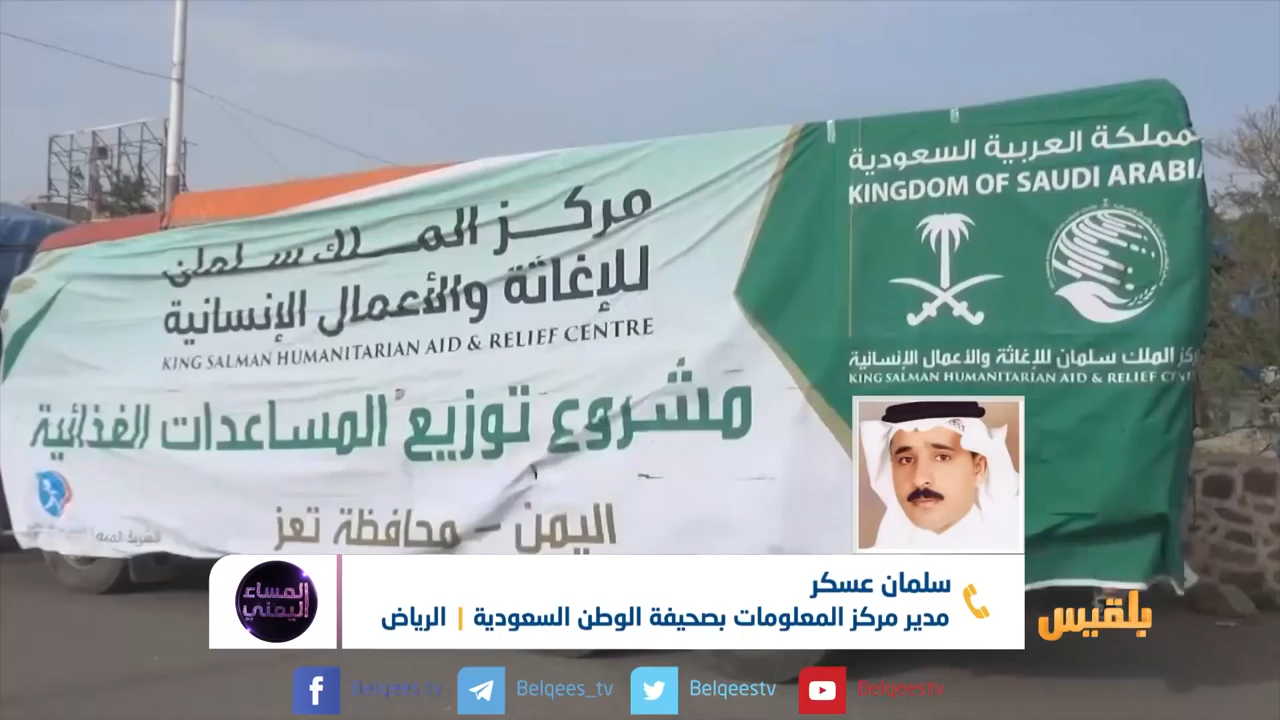 مركز الملك سلمان
للإغاثة والأعمال الإنسانية
KING SALMAN HUMANITARIAN AID & RELIEF CENTRE
مشروع توزيع المساعدات الغذائية
اليمن - محافظة تعز
مملكة العربية السعودية
KINGDOM OF SAUDI ARABIA
كز الملك سلمان للإغاثة والأعمال الإنسانية
KING SALMAN HUMANITARIAN AID & RELIEF CENT
سلمان عسكر
مدير مركز المعلومات بصحيفة الوطن السعودية | الرياض
المساء
اليمني
بلقيس
Belqees.tv
Belqees_tv
Belqeestv
Belqeestv